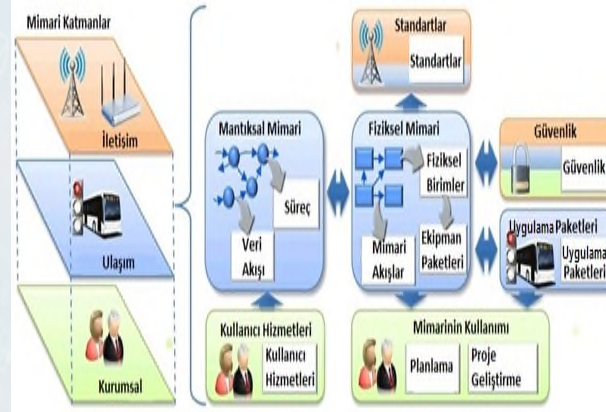 Mimari Katmanlar
İletişim
Ulaşım
Kurumsal
Mantıksal Mimari
Süreç
Veri
Akışı
Kullanıcı Hizmetleri
Kullanıcı
Hizmetleri
Standartlar
Standartlar
Fiziksel Mimari
Fiziksel
Birimler
Mimari
Akışlar
Ekipman
Paketleri
Güvenlik
Güvenlik
Uygulama Paketleri
Uygulama
Paketleri
Mimarinin Kullanımı
Planlama
Proje
Geliştirme